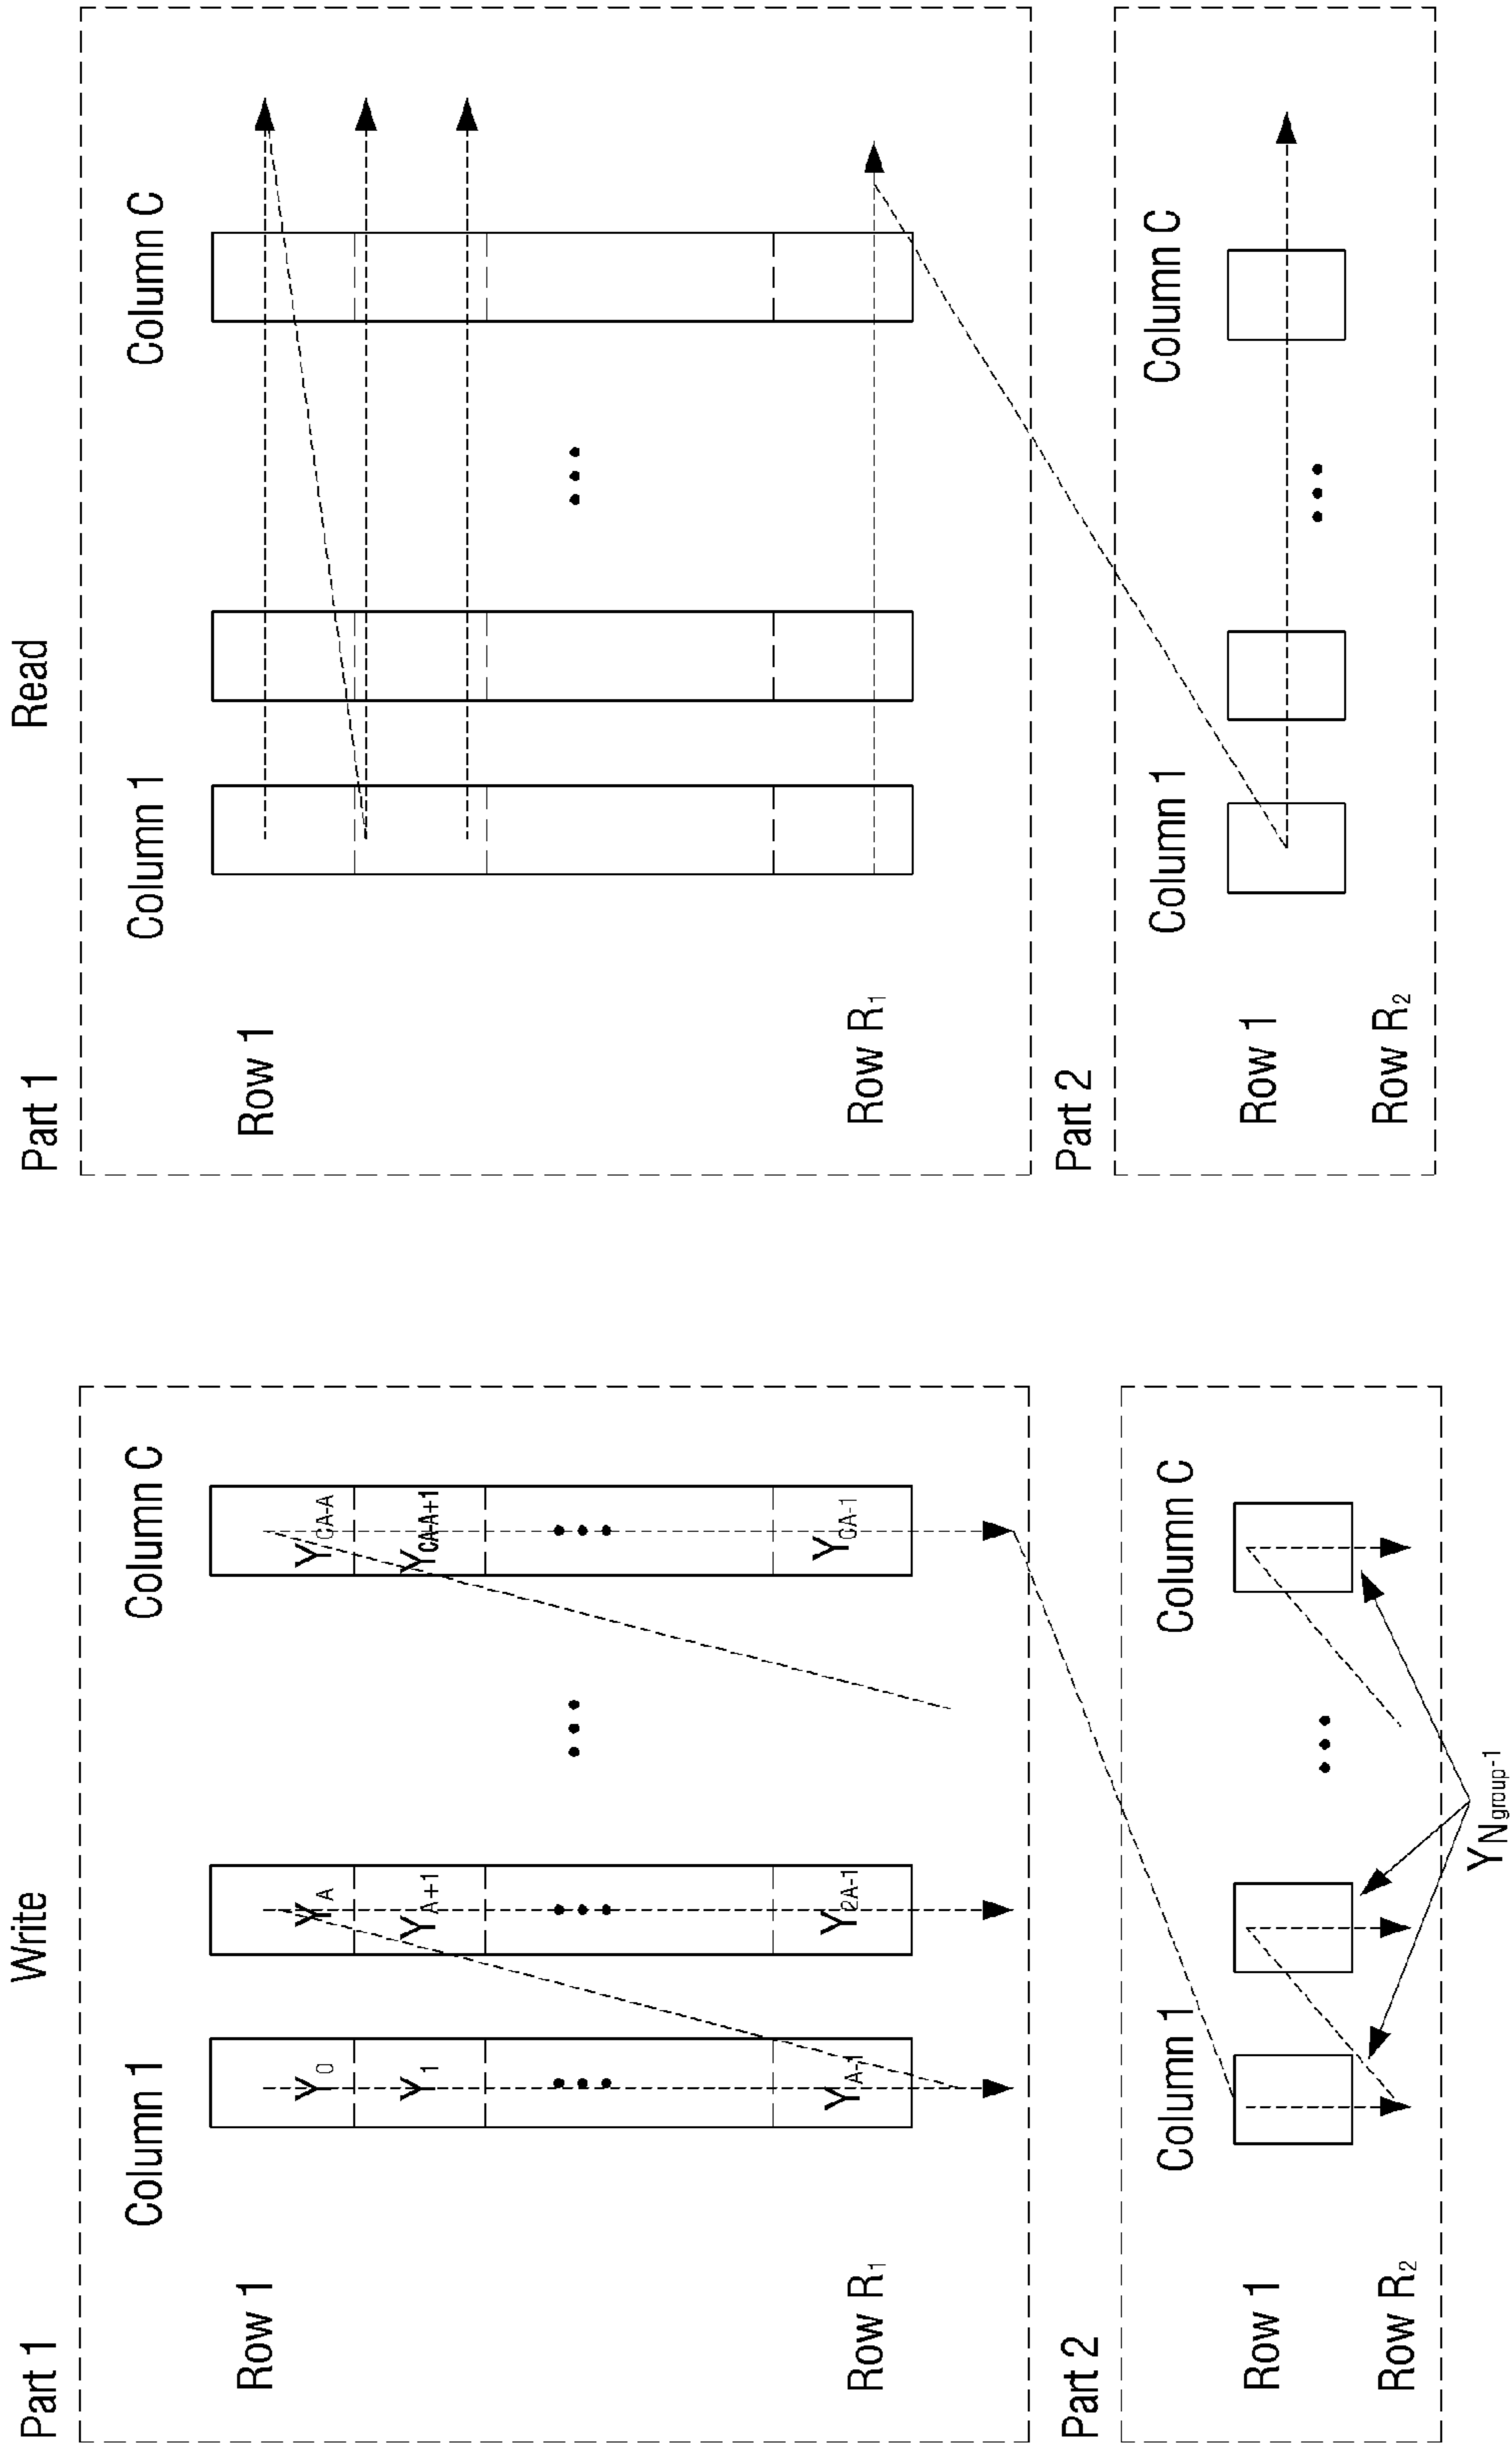 Write
Part 1
Column 1
Column C
Row 1
Y0
YA
YCA-A
Y1
YA+1
YCA-A+1
Row R1
YA-1
Y2A-1
YCA-1
Part 2
Column 1
Column C
Row 1
Row R2
YNgroup-1
Read
Part 1
Column 1
Column C
Row 1
Row R1
Part 2
Column 1
Column C
Row 1
Row R2